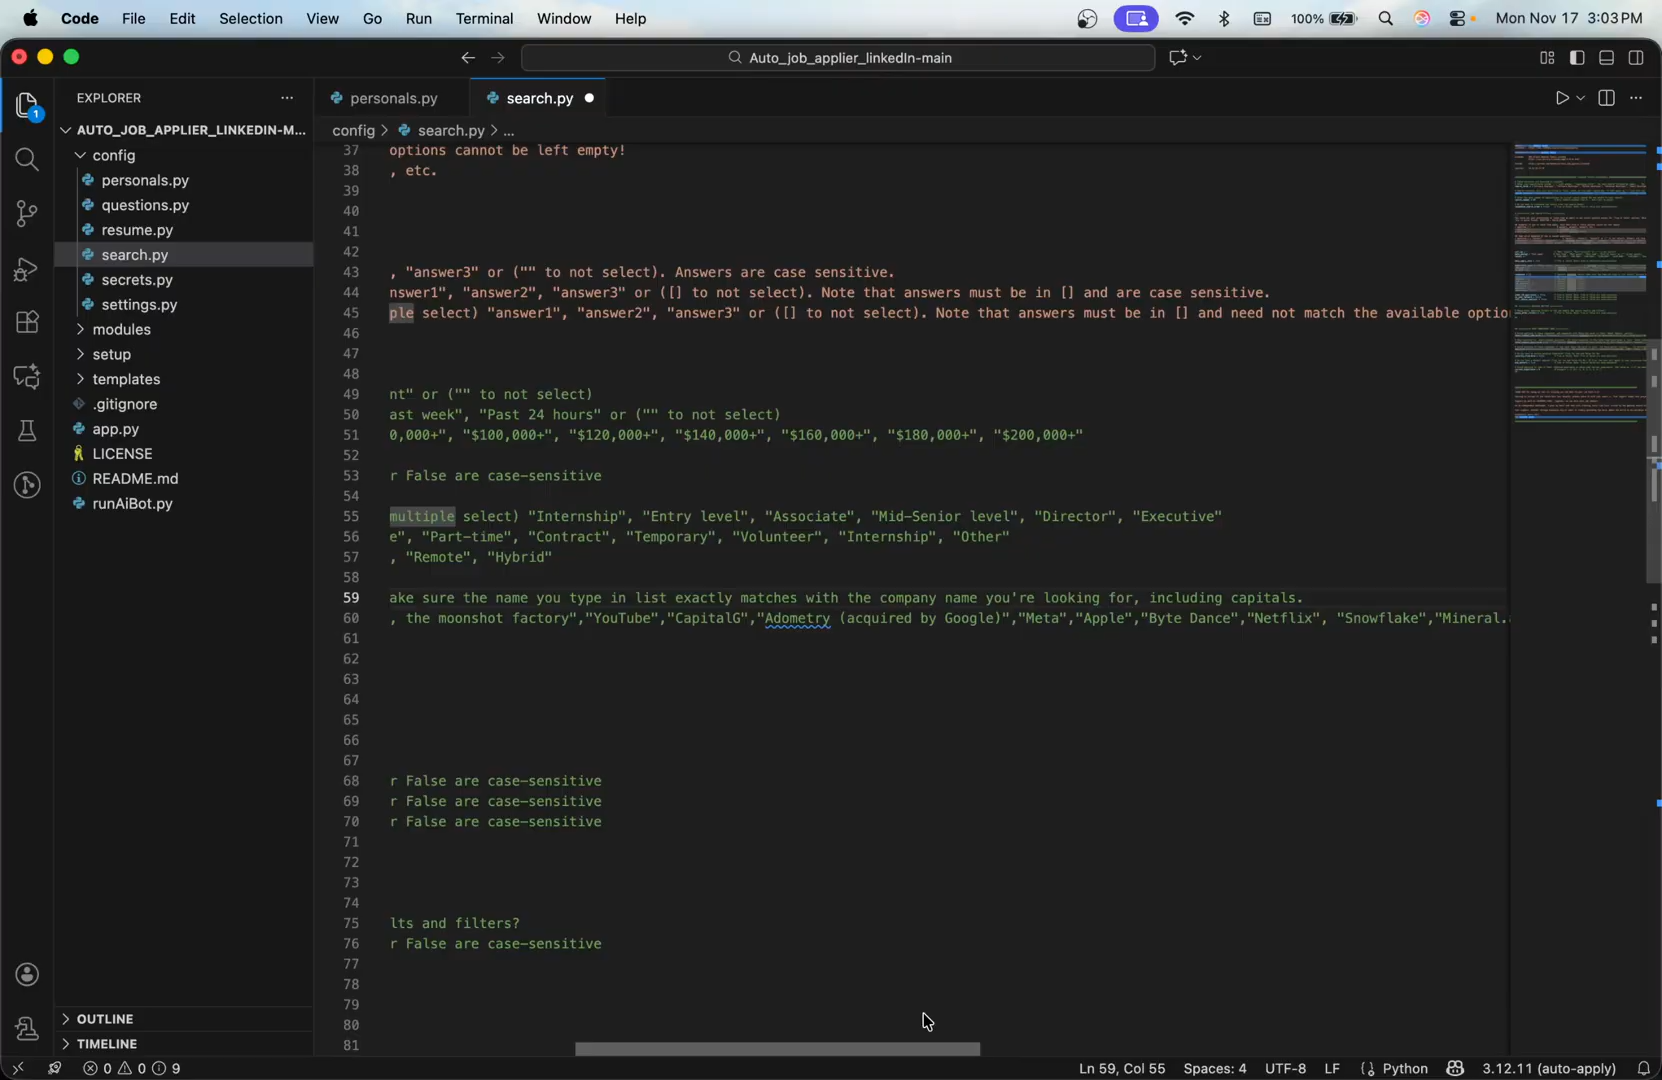 Code File Edit Selection View Go Run Terminal Window Help 100% Mon Nov 17 3:03 PM
Auto_job_applier_linkedIn-main
EXPLORER
personals.py
search.py
AUTO_JOB_APPLIER_LINKEDIN-M...
config > search.py > ...
config
personals.py
questions.py
resume.py
search.py
secrets.py
settings.py
modules
setup
templates
.gitignore
app.py
LICENSE
README.md
runAiBot.py
OUTLINE
TIMELINE
1
37 options cannot be left empty!
38 , etc.
39
40
41
42
43 , "answer3" or ("" to not select). Answers are case sensitive.
44 nswer1", "answer2", "answer3" or ([] to not select). Note that answers must be in [] and are case sensitive.
45 ple select) "answer1", "answer2", "answer3" or ([] to not select). Note that answers must be in [] and need not match the available optio
46
47
48
49 nt" or ("" to not select)
50 ast week", "Past 24 hours" or ("" to not select)
51 0,000+", "$100,000+", "$120,000+", "$140,000+", "$160,000+", "$180,000+", "$200,000+"
52
53 r False are case-sensitive
54
55 multiple select) "Internship", "Entry level", "Associate", "Mid-Senior level", "Director", "Executive"
56 e", "Part-time", "Contract", "Temporary", "Volunteer", "Internship", "Other"
57 , "Remote", "Hybrid"
58
59 ake sure the name you type in list exactly matches with the company name you're looking for, including capitals.
60 , the moonshot factory","YouTube","CapitalG","Adometry (acquired by Google)","Meta","Apple","Byte Dance","Netflix", "Snowflake","Mineral.
61
62
63
64
65
66
67
68 r False are case-sensitive
69 r False are case-sensitive
70 r False are case-sensitive
71
72
73
74
75 lts and filters?
76 r False are case-sensitive
77
78
79
80
81
0 0 9 Ln 59, Col 55 Spaces: 4 UTF-8 LF Python 3.12.11 (auto-apply)